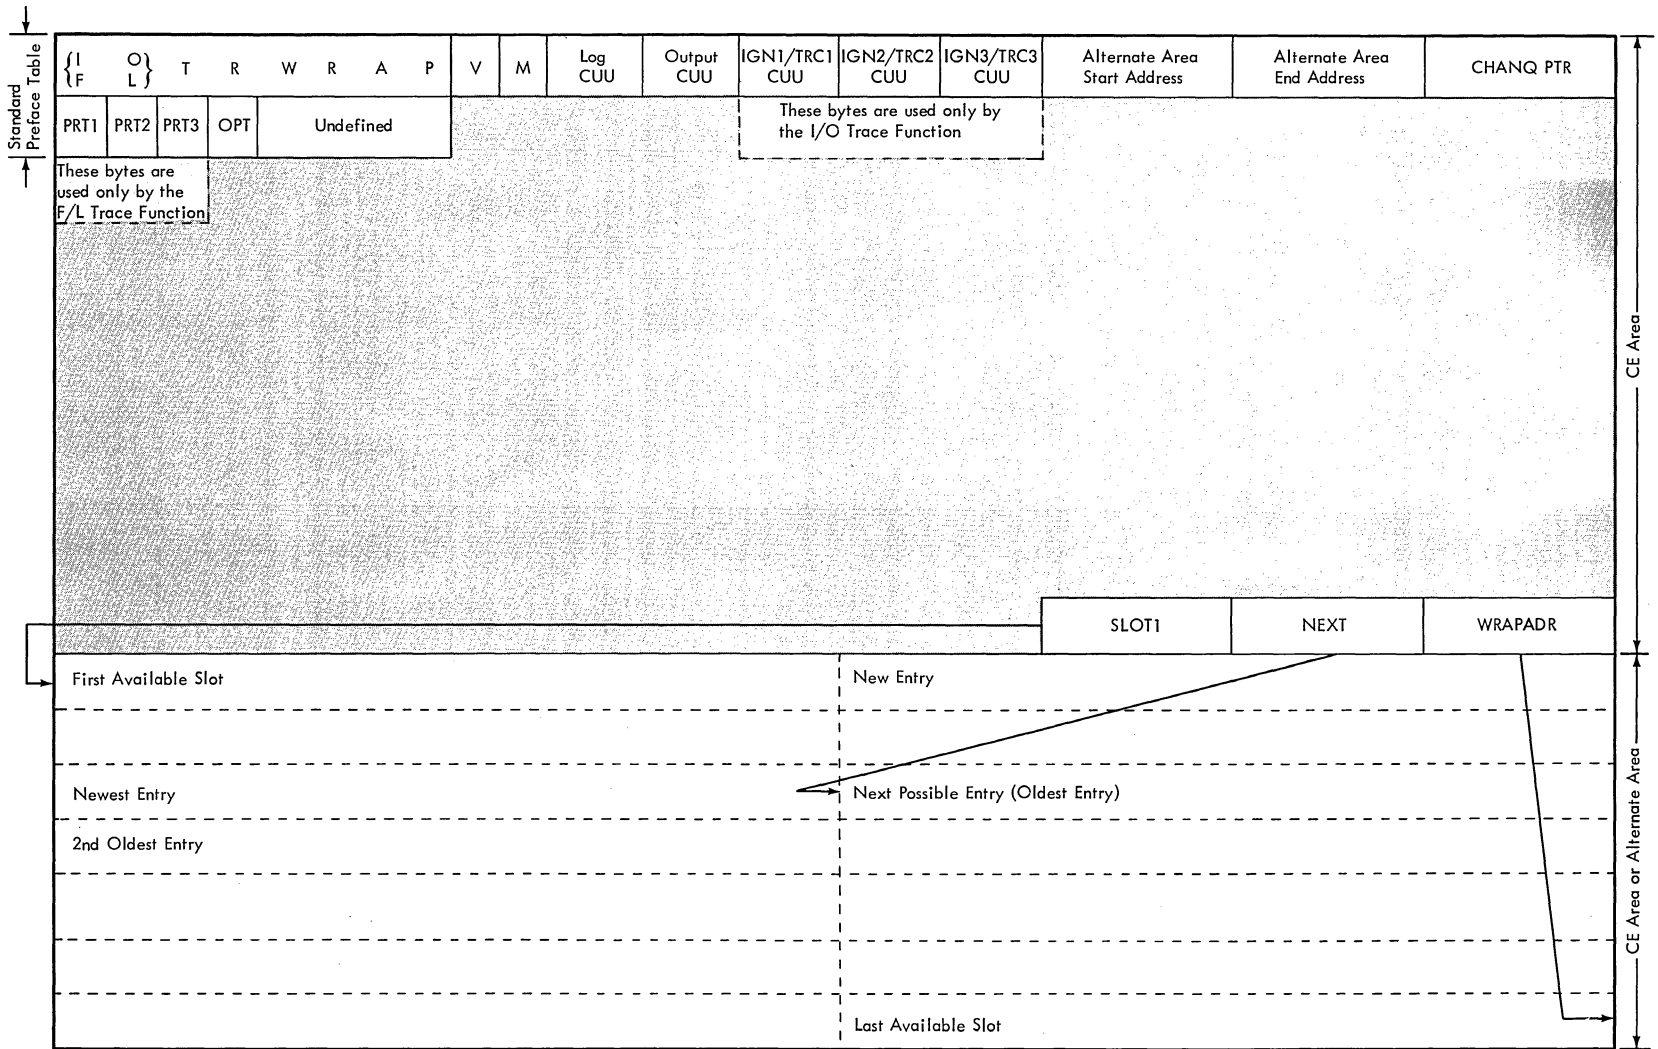 Standard
Preface Table
{I O} T R W R A P
{F L}
V
M
Log
CUU
Output
CUU
IGN1/TRC1
CUU
IGN2/TRC2
CUU
IGN3/TRC3
CUU
Alternate Area
Start Address
Alternate Area
End Address
CHANQ PTR
PRT1
PRT2
PRT3
OPT
Undefined
These bytes are used only by
the I/O Trace Function
These bytes are
used only by the
F/L Trace Function
CE Area
SLOT1
NEXT
WRAPADR
First Available Slot
New Entry
Newest Entry
Next Possible Entry (Oldest Entry)
2nd Oldest Entry
Last Available Slot
CE Area or Alternate Area